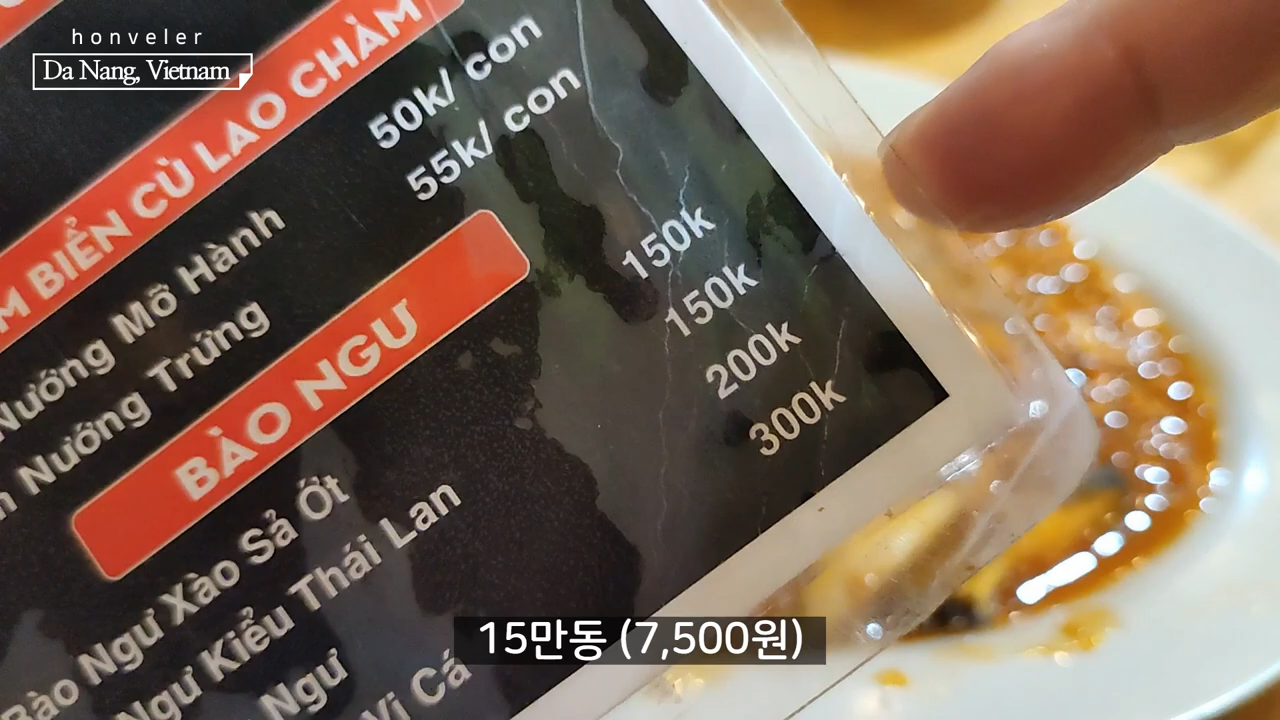 honveler
Da Nang, Vietnam
M BIỂN CÙ LAO CHÀM
Nướng Mỡ Hành 50k/ con
Nướng Trứng 55k/ con
BÀO NGƯ
Bào Ngư Xào Sả Ớt 150k
Ngư Kiểu Thái Lan 150k
Ngư 200k
Vi Cá 300k
15만동 (7,500원)